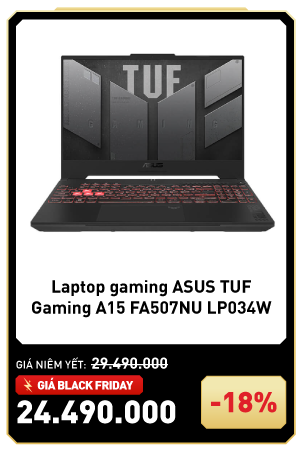 TUF
ASUS
Laptop gaming ASUS TUF
Gaming A15 FA507NU LP034W
GIÁ NIÊM YẾT: 29.490.000
GIÁ BLACK FRIDAY
24.490.000
-18%